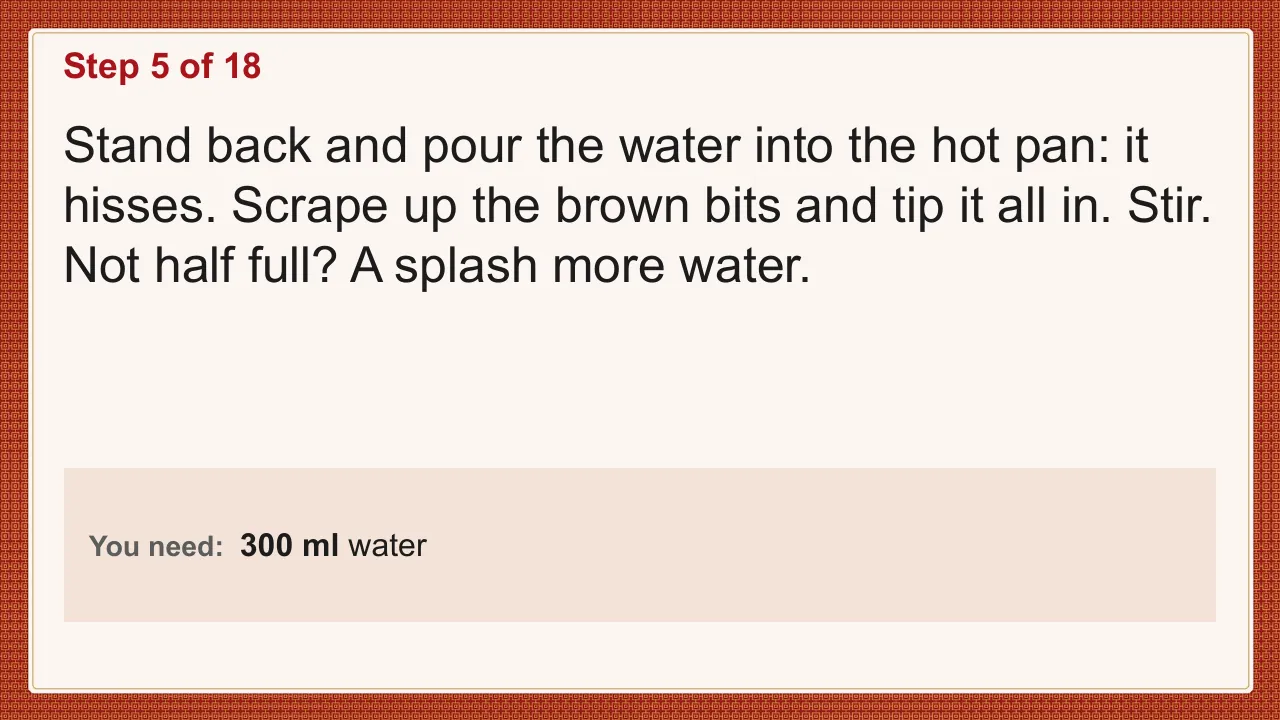 Step 5 of 18
Stand back and pour the water into the hot pan: it
hisses. Scrape up the brown bits and tip it all in. Stir.
Not half full? A splash more water.
You need: 300 ml water